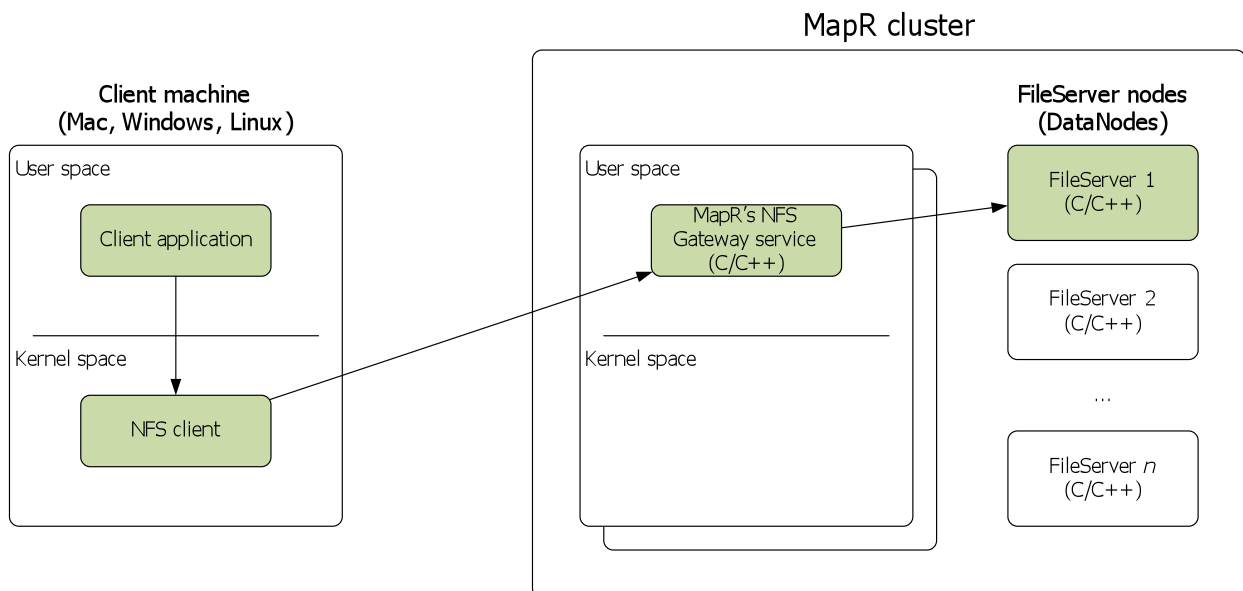 MapR cluster
Client machine
(Mac, Windows, Linux)
User space
Client application
Kernel space
NFS client
User space
MapR's NFS
Gateway service
(C/C++)
Kernel space
FileServer nodes
(DataNodes)
FileServer 1
(C/C++)
FileServer 2
(C/C++)
...
FileServer n
(C/C++)